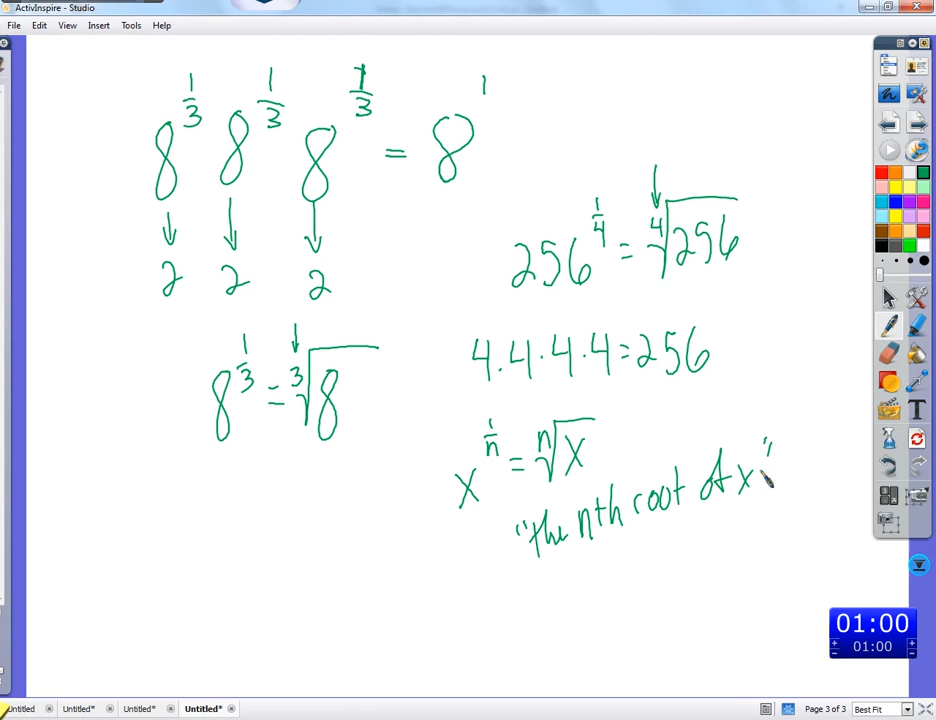 ActivInspire - Studio
File Edit View Insert Tools Help
8^(1/3) 8^(1/3) 8^(1/3) = 8^1
↓ ↓ ↓
2 2 2
8^(1/3) = ∛8
↓
256^(1/4) = ∜256
↓
4·4·4·4=256
x^(1/n) = ⁿ√x
"the nth root of x"
T
01:00
01:00
Untitled Untitled* Untitled* Untitled* Page 3 of 3 Best Fit